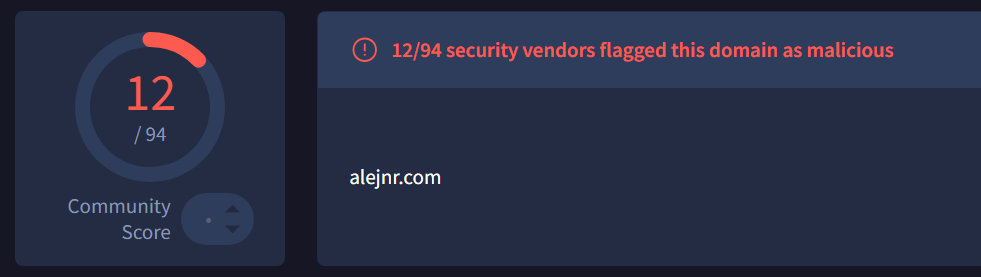 12
/ 94
Community
Score
12/94 security vendors flagged this domain as malicious
alejnr.com